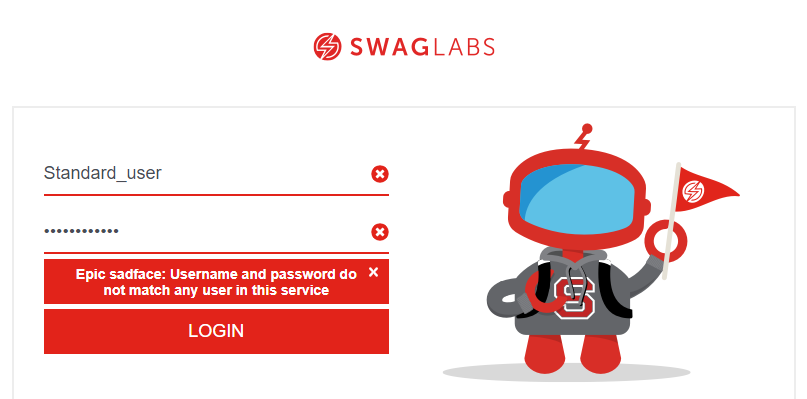 SWAGLABS
Standard_user
••••••••••••
Epic sadface: Username and password do
not match any user in this service
LOGIN
S